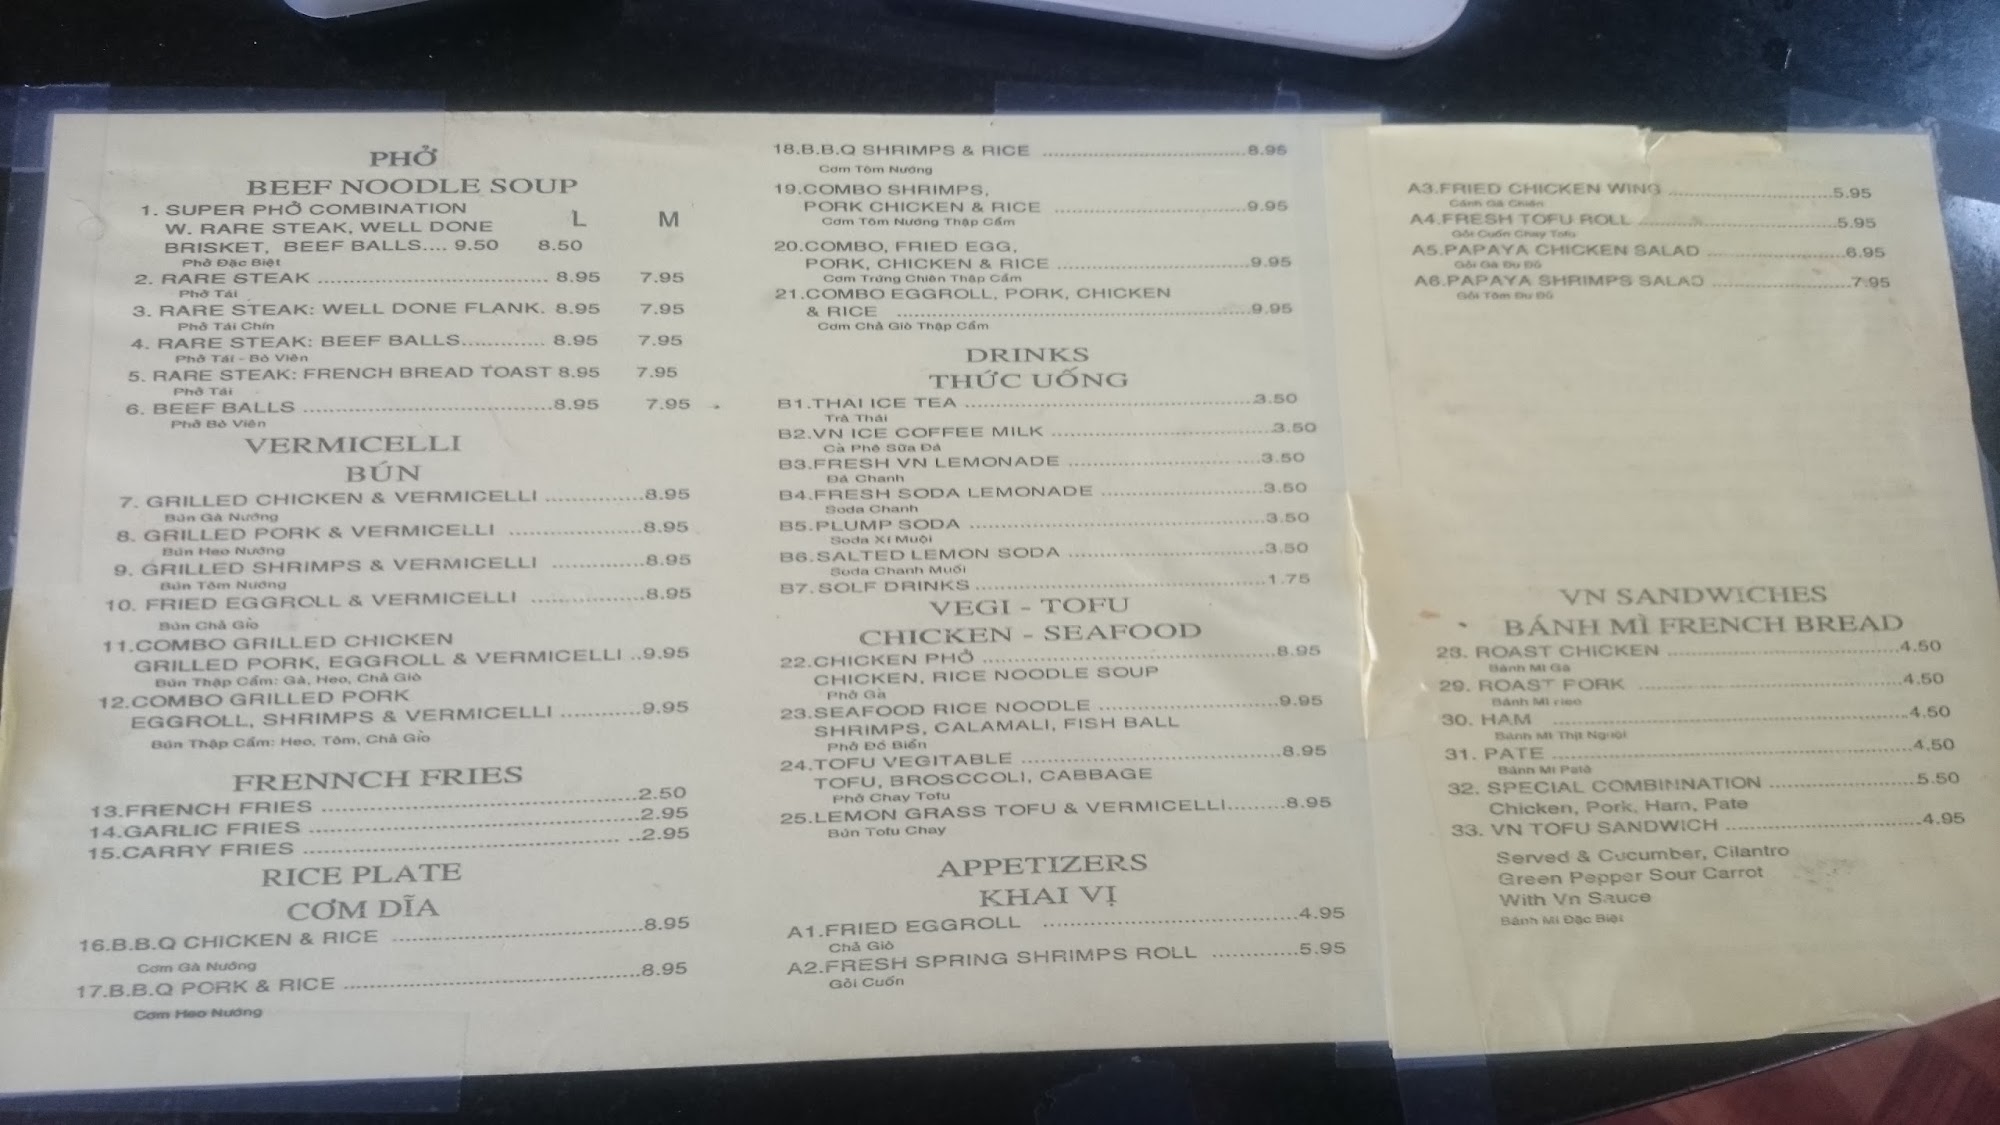 PHỞ
BEEF NOODLE SOUP
1. SUPER PHỞ COMBINATION
L M
W. RARE STEAK, WELL DONE
BRISKET, BEEF BALLS.... 9.50 8.50
Phở Đặc Biệt
2. RARE STEAK ........ 8.95 7.95
Phở Tái
3. RARE STEAK: WELL DONE FLANK. 8.95 7.95
Phở Tái Chín
4. RARE STEAK: BEEF BALLS............. 8.95 7.95
Phở Tái - Bò Viên
5. RARE STEAK: FRENCH BREAD TOAST 8.95 7.95
Phở Tái
6. BEEF BALLS ........8.95 7.95
Phở Bò Viên
VERMICELLI
BÚN
7. GRILLED CHICKEN & VERMICELLI ...............8.95
Bún Gà Nướng
8. GRILLED PORK & VERMICELLI ........8.95
Bún Heo Nướng
9. GRILLED SHRIMPS & VERMICELLI ..............8.95
Bún Tôm Nướng
10. FRIED EGGROLL & VERMICELLI .................8.95
Bún Chả Giò
11.COMBO GRILLED CHICKEN
GRILLED PORK, EGGROLL & VERMICELLI ..9.95
Bún Thập Cẩm: Gà, Heo, Chả Giò
12.COMBO GRILLED PORK
EGGROLL, SHRIMPS & VERMICELLI ............9.95
Bún Thập Cẩm: Heo, Tôm, Chả Giò
FRENNCH FRIES
13.FRENCH FRIES ........2.50
14.GARLIC FRIES ........2.95
15.CARRY FRIES ........2.95
RICE PLATE
CƠM DĨA
16.B.B.Q CHICKEN & RICE ........8.95
Cơm Gà Nướng
17.B.B.Q PORK & RICE ........8.95
Cơm Heo Nướng
18.B.B.Q SHRIMPS & RICE ........8.95
Cơm Tôm Nướng
19.COMBO SHRIMPS,
PORK CHICKEN & RICE ........9.95
Cơm Tôm Nướng Thập Cẩm
20.COMBO, FRIED EGG,
PORK, CHICKEN & RICE ........9.95
Cơm Trứng Chiên Thập Cẩm
21.COMBO EGGROLL, PORK, CHICKEN
& RICE ........9.95
Cơm Chả Giò Thập Cẩm
DRINKS
THỨC UỐNG
B1.THAI ICE TEA ........3.50
Trà Thái
B2.VN ICE COFFEE MILK ........3.50
Cà Phê Sữa Đá
B3.FRESH VN LEMONADE ........3.50
Đá Chanh
B4.FRESH SODA LEMONADE ........3.50
Soda Chanh
B5.PLUMP SODA ........3.50
Soda Xí Muội
B6.SALTED LEMON SODA ........3.50
Soda Chanh Muối
B7.SOLF DRINKS ........1.75
VEGI - TOFU
CHICKEN - SEAFOOD
22.CHICKEN PHỞ ........8.95
CHICKEN, RICE NOODLE SOUP
Phở Gà
23.SEAFOOD RICE NOODLE ........9.95
SHRIMPS, CALAMALI, FISH BALL
Phở Đồ Biển
24.TOFU VEGITABLE ........8.95
TOFU, BROSCCOLI, CABBAGE
Phở Chay Tofu
25.LEMON GRASS TOFU & VERMICELLI.........8.95
Bún Tofu Chay
APPETIZERS
KHAI VỊ
A1.FRIED EGGROLL ........4.95
Chả Giò
A2.FRESH SPRING SHRIMPS ROLL .............5.95
Gỏi Cuốn
A3.FRIED CHICKEN WING ........5.95
Cánh Gà Chiên
A4.FRESH TOFU ROLL ........5.95
Gỏi Cuốn Chay Tofu
A5.PAPAYA CHICKEN SALAD ........6.95
Gỏi Gà Đu Đủ
A6.PAPAYA SHRIMPS SALAD ........7.95
Gỏi Tôm Đu Đủ
VN SANDWICHES
BÁNH MÌ FRENCH BREAD
28. ROAST CHICKEN ........4.50
Bánh Mì Gà
29. ROAST PORK ........4.50
Bánh Mì Heo
30. HAM ........4.50
Bánh Mì Thịt Nguội
31. PATE ........4.50
Bánh Mì Patê
32. SPECIAL COMBINNATION ........5.50
Chicken, Pork, Ham, Pate
33. VN TOFU SANDWICH ........4.95
Served & Cucumber, Cilantro
Green Pepper Sour Carrot
With Vn Sauce
Bánh Mì Đặc Biệt